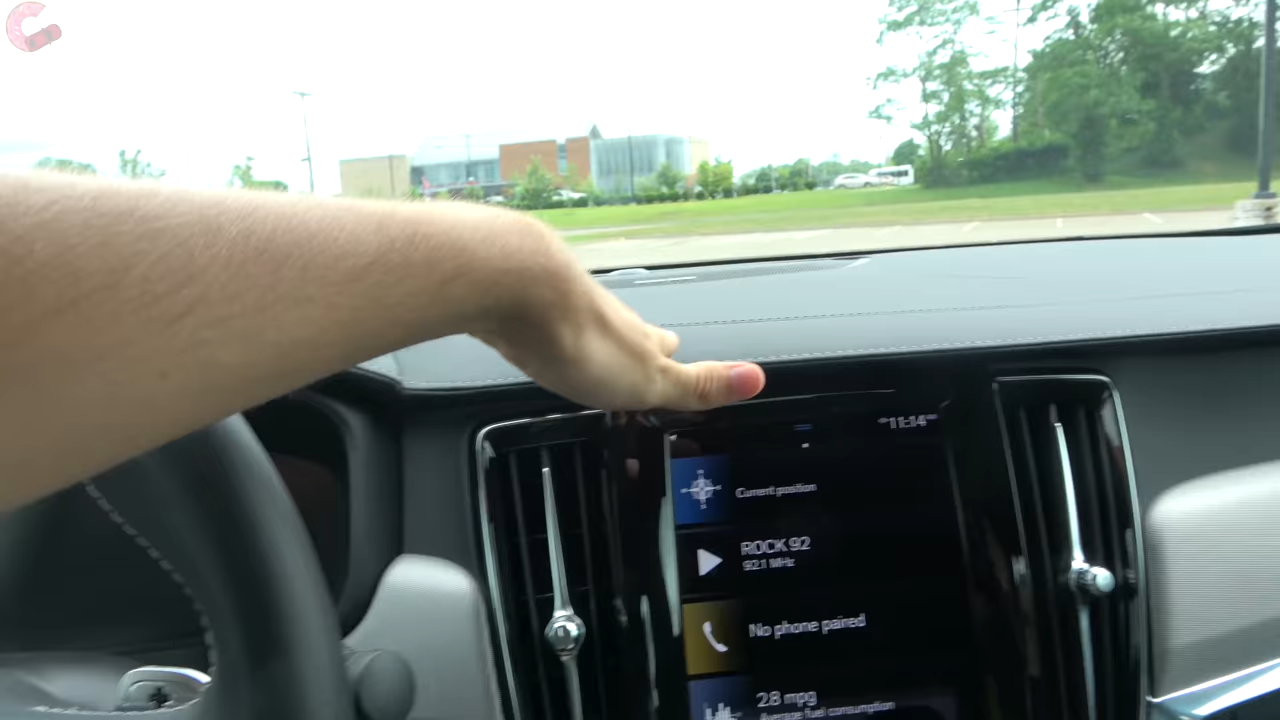 11:14
Current position
ROCK 92
92.1 MHz
No phone paired
28 mpg
Average fuel consumption